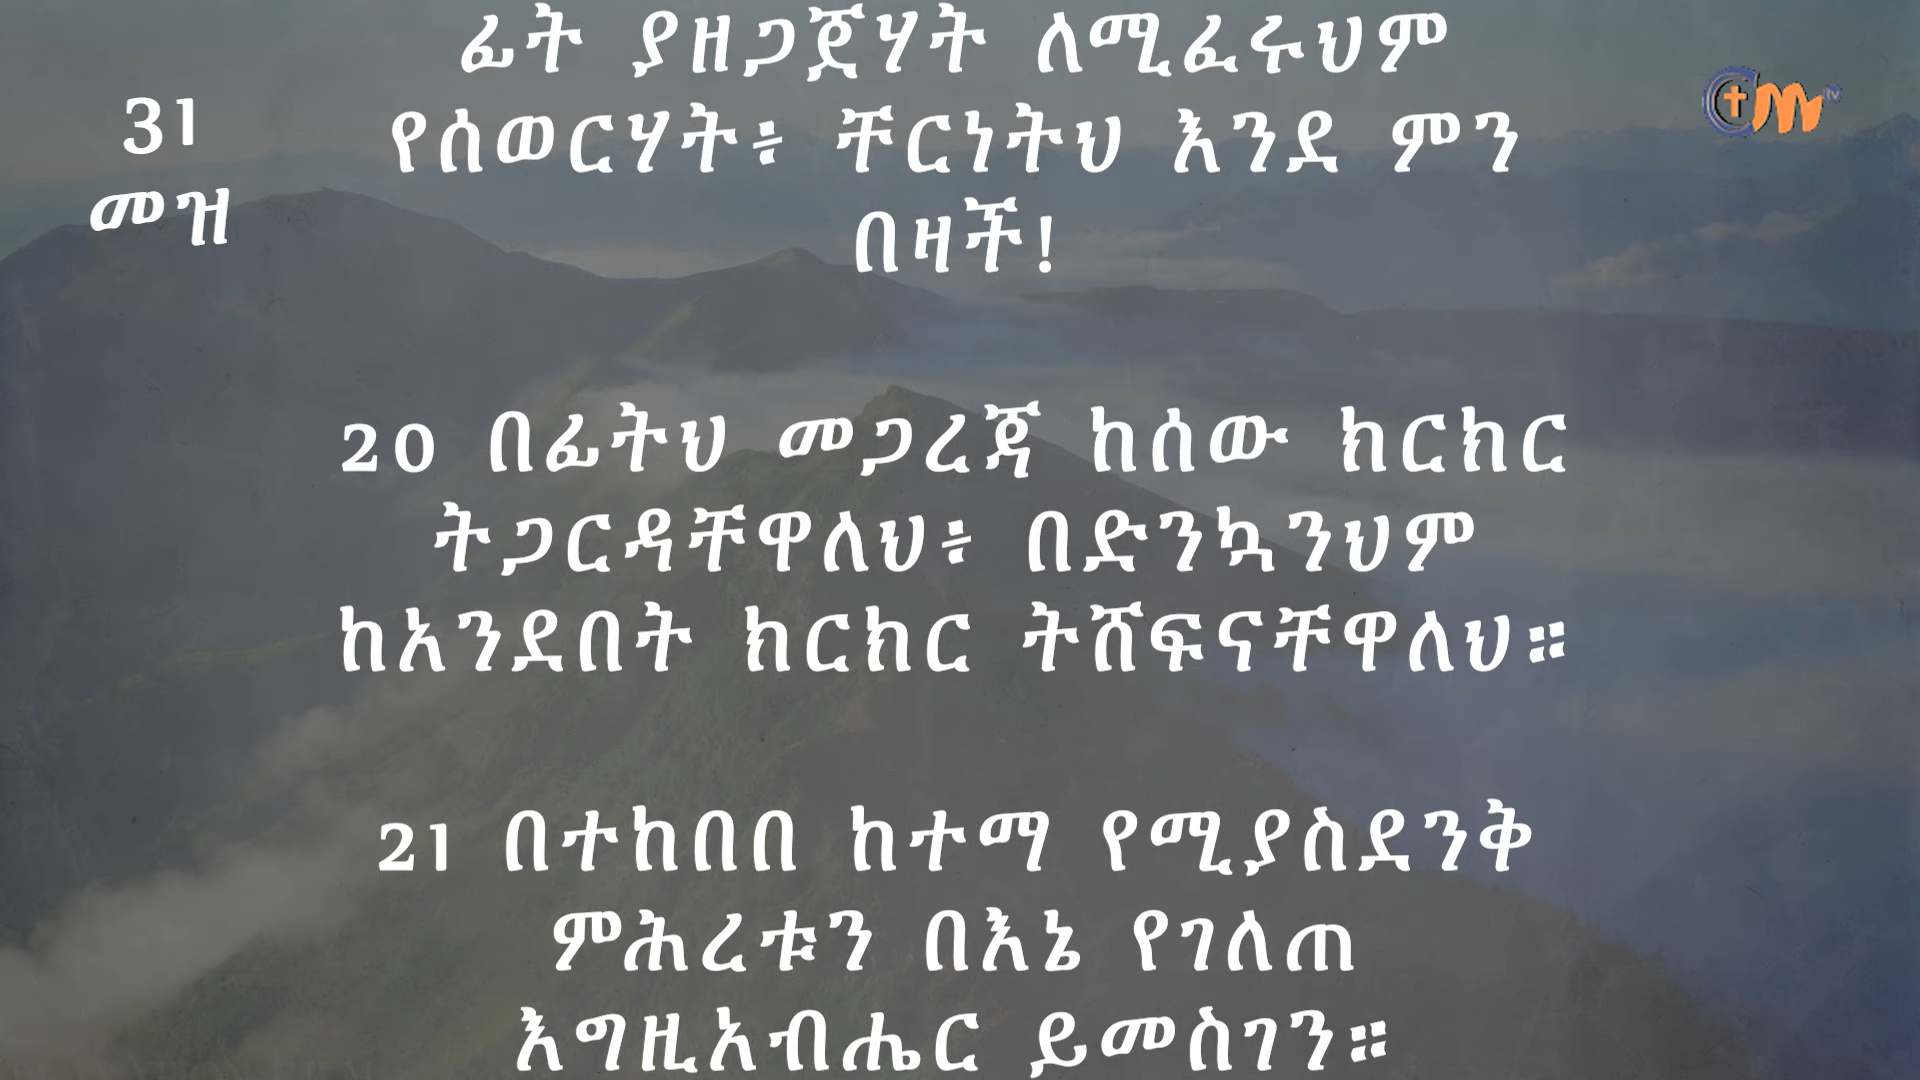 31
መዝ
ፊት ያዘጋጀሃት ለሚፈሩህም
የሰወርሃት፥ ቸርነትህ እንደ ምን
በዛች!
20 በፊትህ መጋረጃ ከሰው ክርክር
ትጋርዳቸዋለህ፥ በድንኳንህም
ከአንደበት ክርክር ትሸፍናቸዋለህ።
21 በተከበበ ከተማ የሚያስደንቅ
ምሕረቱን በእኔ የገለጠ
እግዚአብሔር ይመስገን።